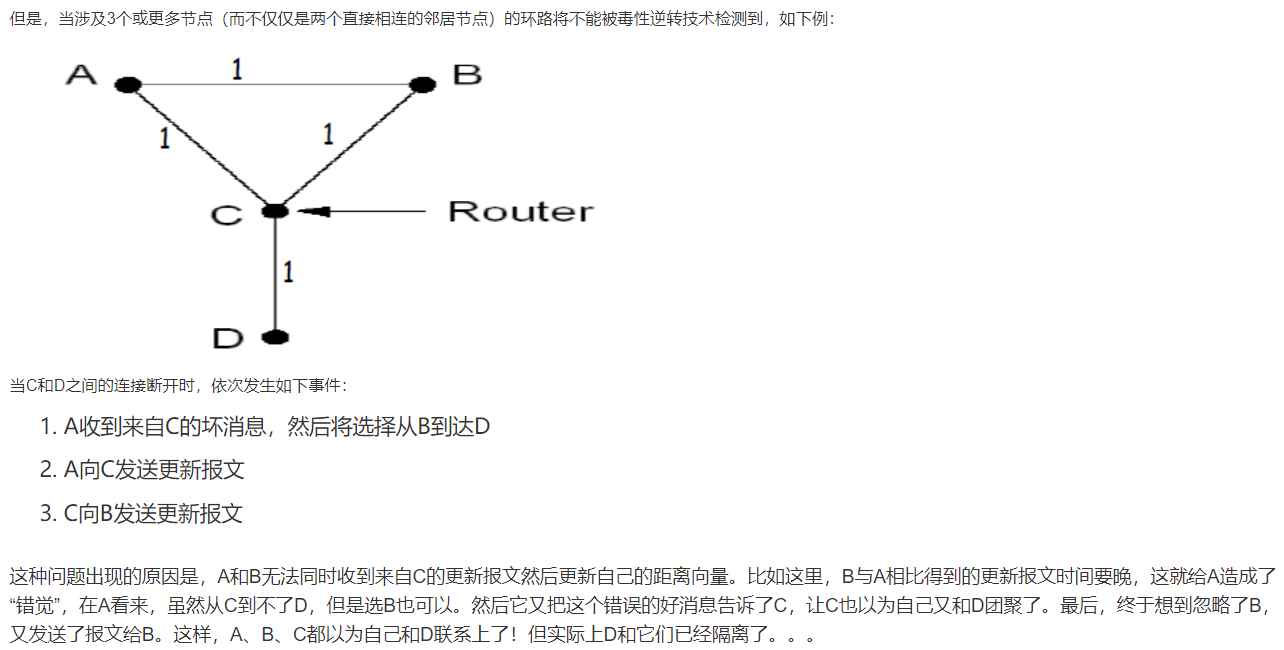 但是，当涉及3个或更多节点（而不仅仅是两个直接相连的邻居节点）的环路将不能被毒性逆转技术检测到，如下例：
A
1
B
1
1
C
Router
1
D
当C和D之间的连接断开时，依次发生如下事件：
1. A收到来自C的坏消息，然后将选择从B到达D
2. A向C发送更新报文
3. C向B发送更新报文
这种问题出现的原因是，A和B无法同时收到来自C的更新报文然后更新自己的距离向量。比如这里，B与A相比得到的更新报文时间要晚，这就给A造成了
“错觉”，在A看来，虽然从C到不了D，但是选B也可以。然后它又把这个错误的好消息告诉了C，让C也以为自己又和D团聚了。最后，终于想到忽略了B，
又发送了报文给B。这样，A、B、C都以为自己和D联系上了！但实际上D和它们已经隔离了。。。